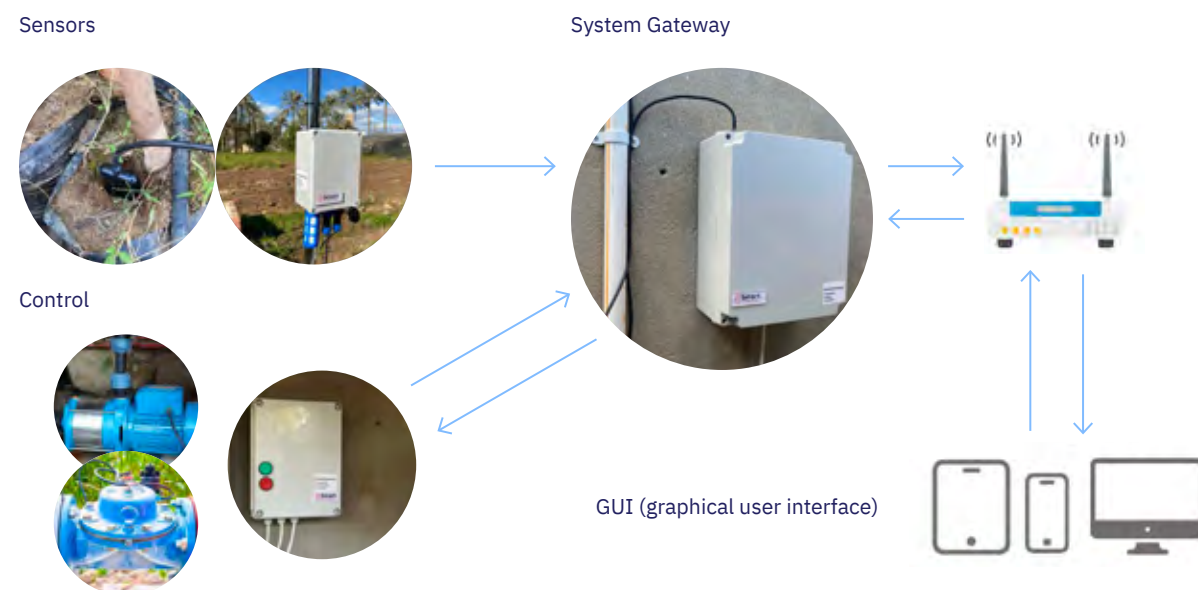 Sensors
System Gateway
Control
GUI (graphical user interface)